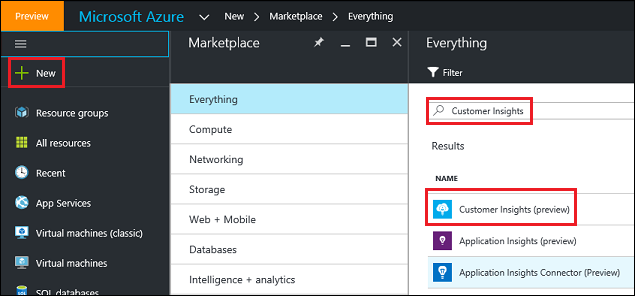 Preview
Microsoft Azure
New > Marketplace > Everything
New
Resource groups
All resources
Recent
App Services
Virtual machines (classic)
Virtual machines
SQL databases
Marketplace
Everything
Compute
Networking
Storage
Web + Mobile
Databases
Intelligence + analytics
Everything
Filter
Customer Insights
Results
NAME
Customer Insights (preview)
Application Insights (preview)
Application Insights Connector (Preview)